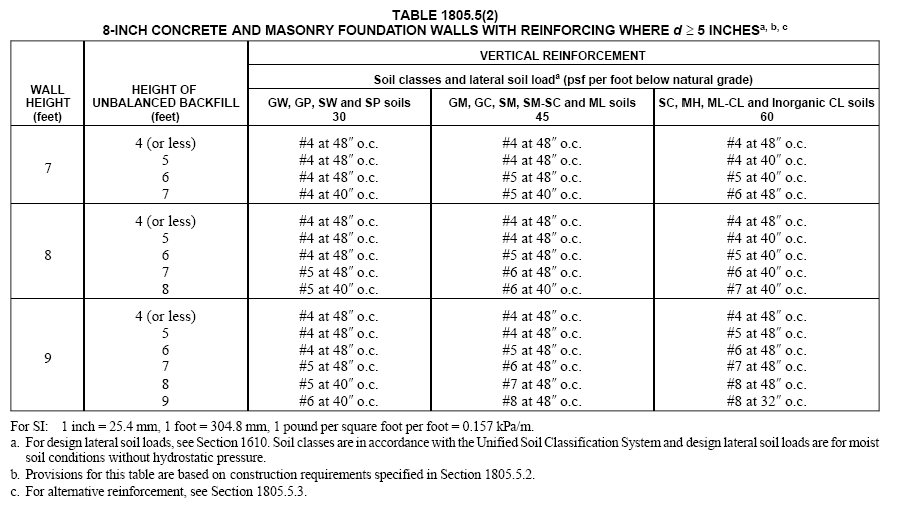 TABLE 1805.5(2)
8-INCH CONCRETE AND MASONRY FOUNDATION WALLS WITH REINFORCING WHERE d ≥ 5 INCHESa, b, c
WALL HEIGHT (feet)
HEIGHT OF UNBALANCED BACKFILL (feet)
VERTICAL REINFORCEMENT
Soil classes and lateral soil loada (psf per foot below natural grade)
GW, GP, SW and SP soils 30
GM, GC, SM, SM-SC and ML soils 45
SC, MH, ML-CL and Inorganic CL soils 60
7
4 (or less) #4 at 48″ o.c. #4 at 48″ o.c. #4 at 48″ o.c.
5 #4 at 48″ o.c. #4 at 48″ o.c. #4 at 40″ o.c.
6 #4 at 48″ o.c. #5 at 48″ o.c. #5 at 40″ o.c.
7 #4 at 40″ o.c. #5 at 40″ o.c. #6 at 48″ o.c.
8
4 (or less) #4 at 48″ o.c. #4 at 48″ o.c. #4 at 48″ o.c.
5 #4 at 48″ o.c. #4 at 48″ o.c. #4 at 40″ o.c.
6 #4 at 48″ o.c. #5 at 48″ o.c. #5 at 40″ o.c.
7 #5 at 48″ o.c. #6 at 48″ o.c. #6 at 40″ o.c.
8 #5 at 40″ o.c. #6 at 40″ o.c. #7 at 40″ o.c.
9
4 (or less) #4 at 48″ o.c. #4 at 48″ o.c. #4 at 48″ o.c.
5 #4 at 48″ o.c. #4 at 48″ o.c. #5 at 48″ o.c.
6 #4 at 48″ o.c. #5 at 48″ o.c. #6 at 48″ o.c.
7 #5 at 48″ o.c. #6 at 48″ o.c. #7 at 48″ o.c.
8 #5 at 40″ o.c. #7 at 48″ o.c. #8 at 48″ o.c.
9 #6 at 40″ o.c. #8 at 48″ o.c. #8 at 32″ o.c.
For SI: 1 inch = 25.4 mm, 1 foot = 304.8 mm, 1 pound per square foot per foot = 0.157 kPa/m.
a. For design lateral soil loads, see Section 1610. Soil classes are in accordance with the Unified Soil Classification System and design lateral soil loads are for moist
soil conditions without hydrostatic pressure.
b. Provisions for this table are based on construction requirements specified in Section 1805.5.2.
c. For alternative reinforcement, see Section 1805.5.3.